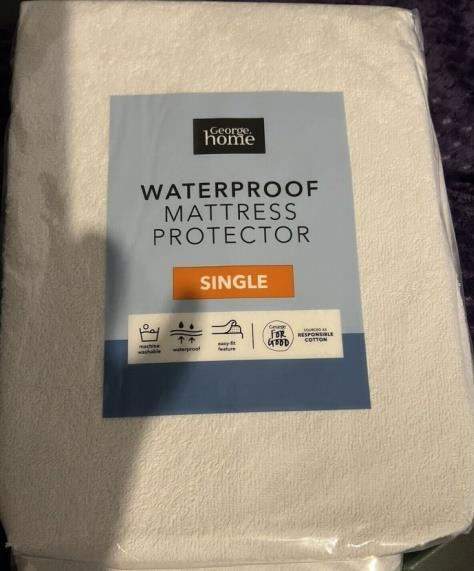 George.
home
WATERPROOF
MATTRESS
PROTECTOR
SINGLE
machine
washable
waterproof
easy-fit
feature
George
FOR
GOOD
SOURCED AS
RESPONSIBLE
COTTON